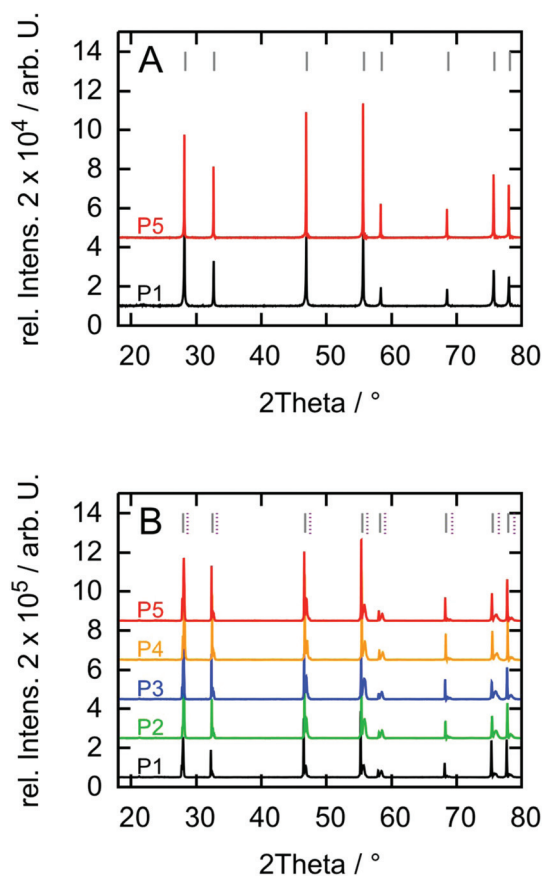 A
rel. Intens. 2 x 10⁴ / arb. U.
14
12
10
8
6
4
2
0
P5
P1
20 30 40 50 60 70 80
2Theta / °
B
rel. Intens. 2 x 10⁵ / arb. U.
14
12
10
8
6
4
2
0
P5
P4
P3
P2
P1
20 30 40 50 60 70 80
2Theta / °